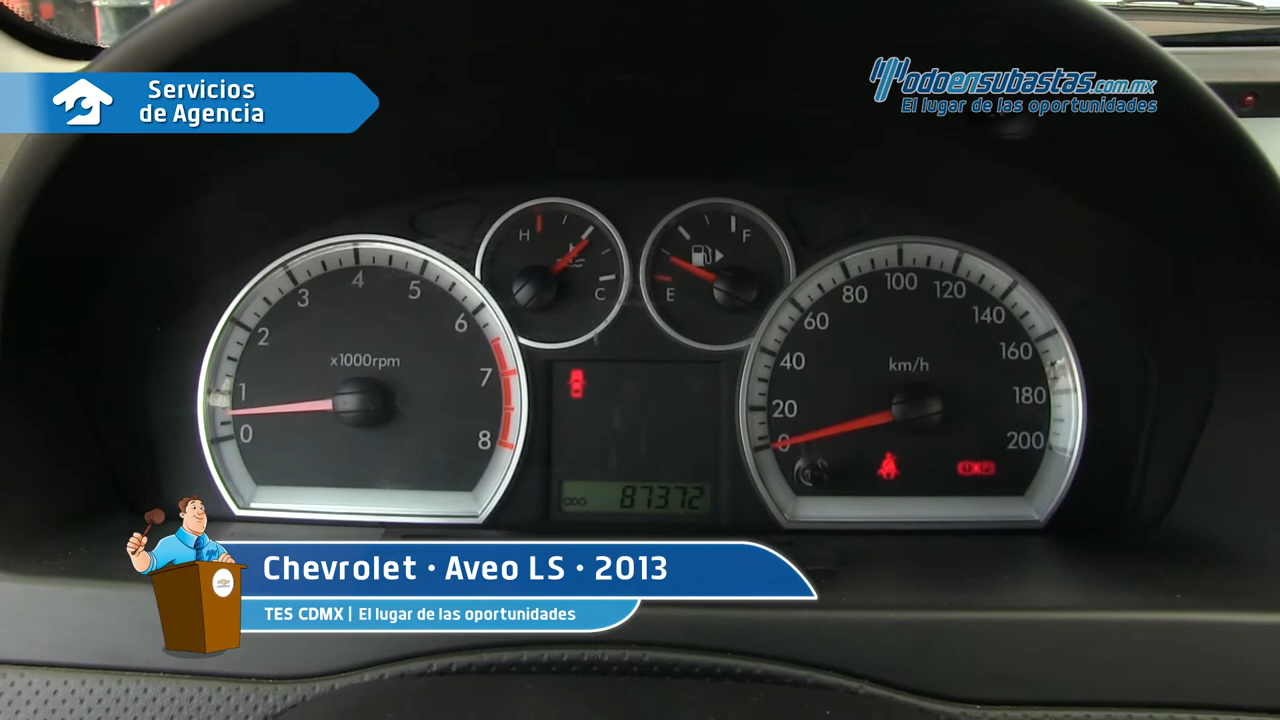 Servicios
de Agencia
Todoensubastas.com.mx
El lugar de las oportunidades
H
C
F
E
0
1
2
3
4
5
6
7
8
x1000rpm
0
20
40
60
80
100
120
140
160
180
200
km/h
ODO 87372
Chevrolet · Aveo LS · 2013
TES CDMX | El lugar de las oportunidades